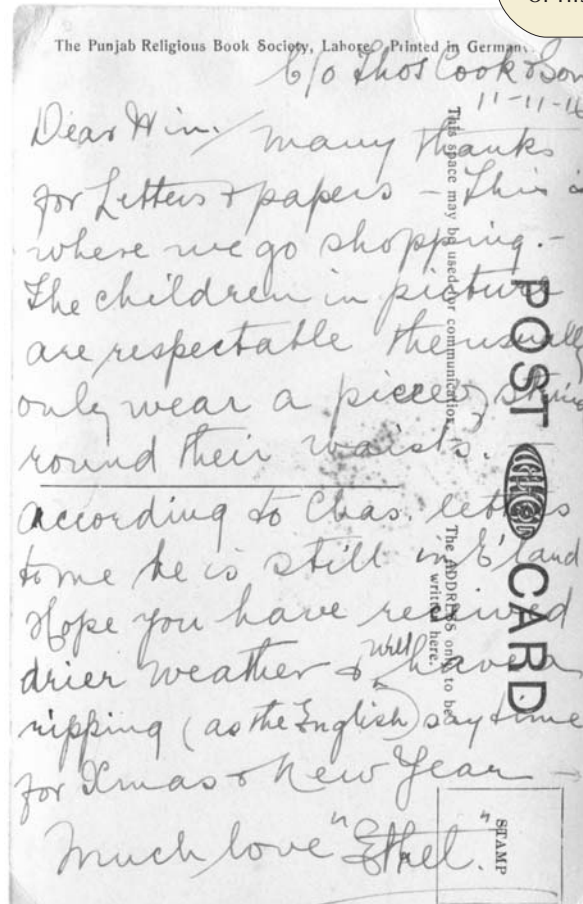 The Punjab Religious Book Society, Lahore. Printed in Germany.
C/o Thos Cook & Son
11-11-16
Dear Win. / Many thanks
for Letters & papers - This is
where we go shopping. -
The children in picture
are respectable they usually
only wear a piece of string
round their waists.
According to Chas. letters
to me he is still in E'land
Hope you have received
drier weather & will have a
ripping (as the English) say time
for Xmas & New Year -
Much love "Ethel."
POST CARD
This space may be used for communication.
The ADDRESS only to be
written here.
STAMP